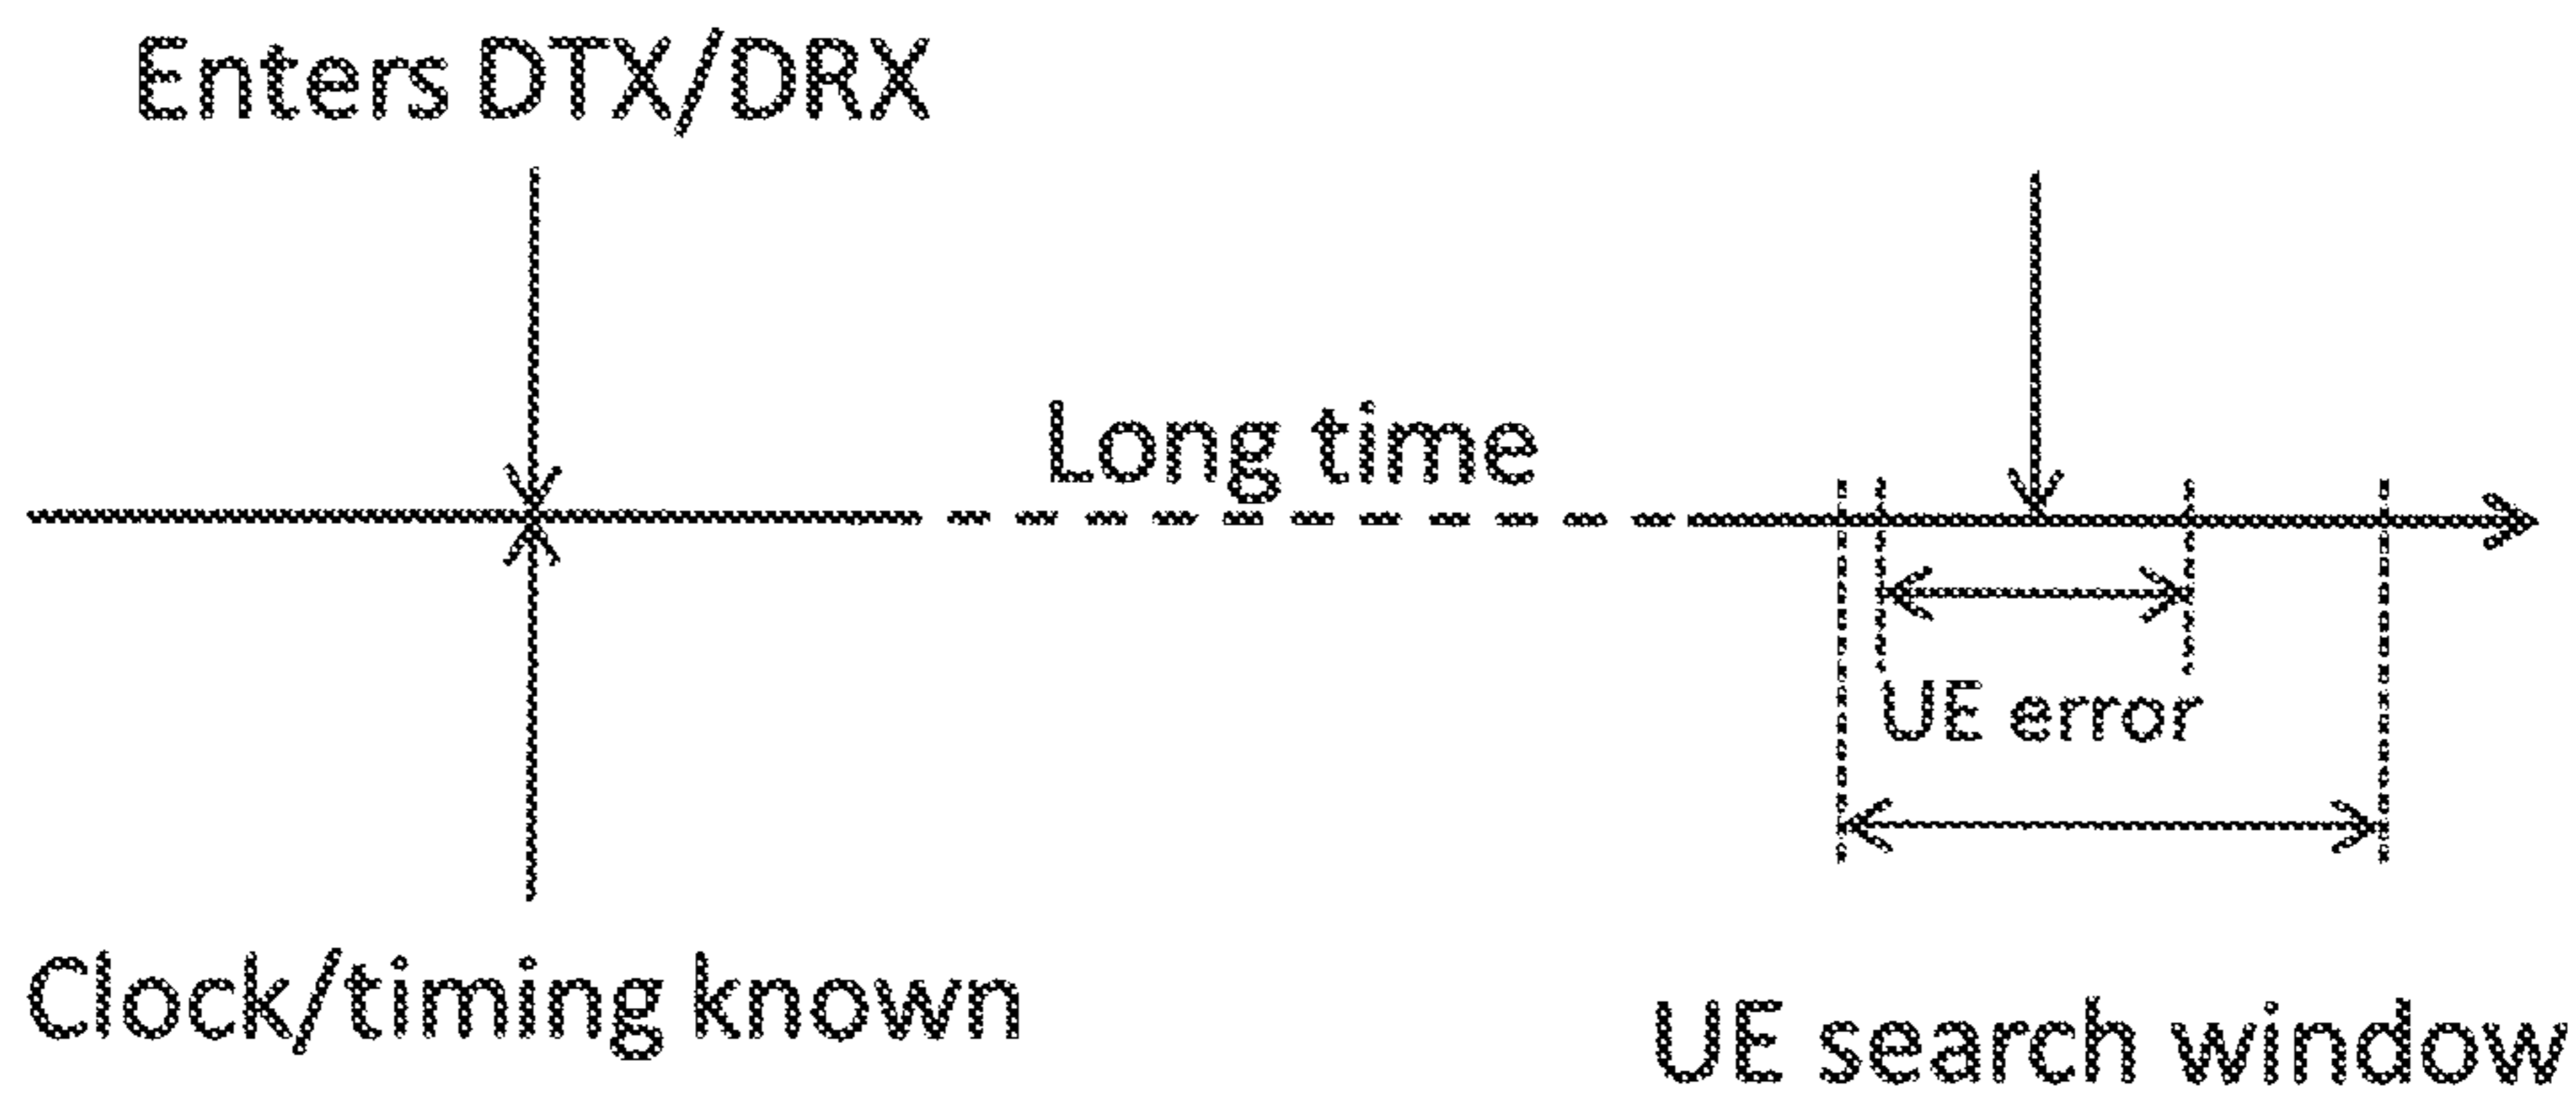 Enters DTX/DRX
Long time
UE error
Clock/timing known
UE search window